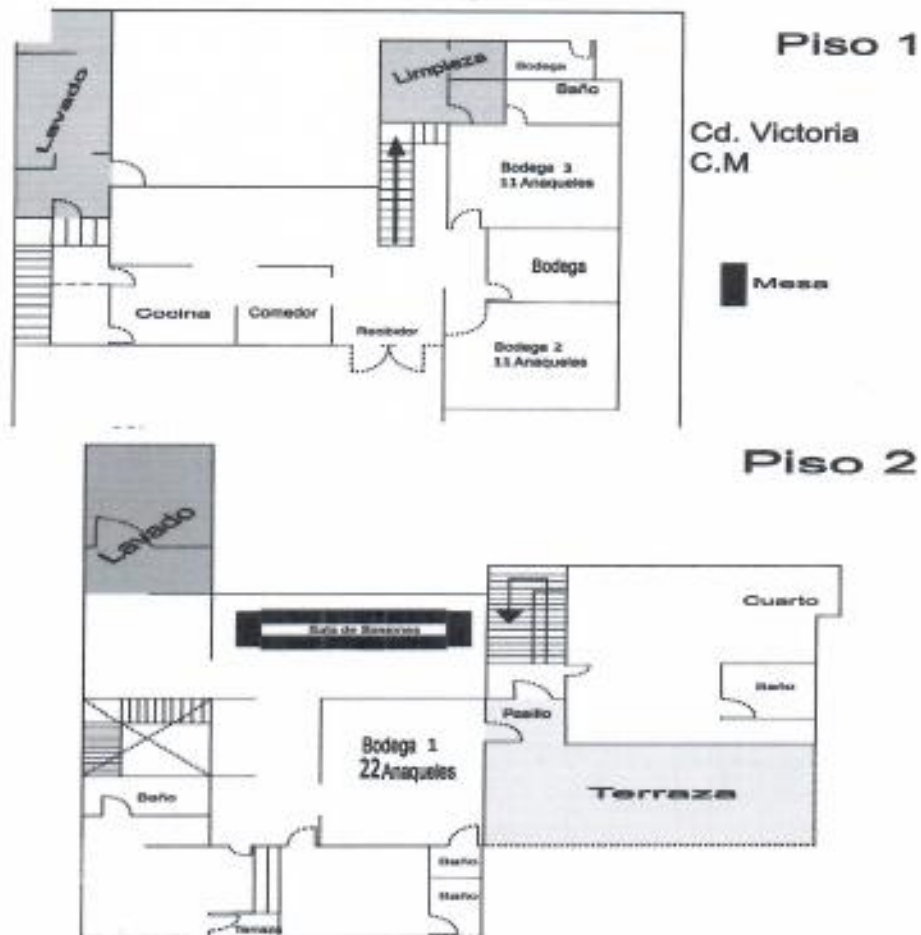 Piso 1
Lavado
Limpieza
Bodega
Baño
Cd. Victoria
C.M
Bodega 3
11 Anaqueles
Bodega
Mesa
Cocina
Comedor
Recibidor
Bodega 2
11 Anaqueles
Piso 2
Lavado
Sala de Sesiones
Cuarto
Baño
Pasillo
Bodega 1
22 Anaqueles
Terraza
Baño
Baño
Baño
Terraza